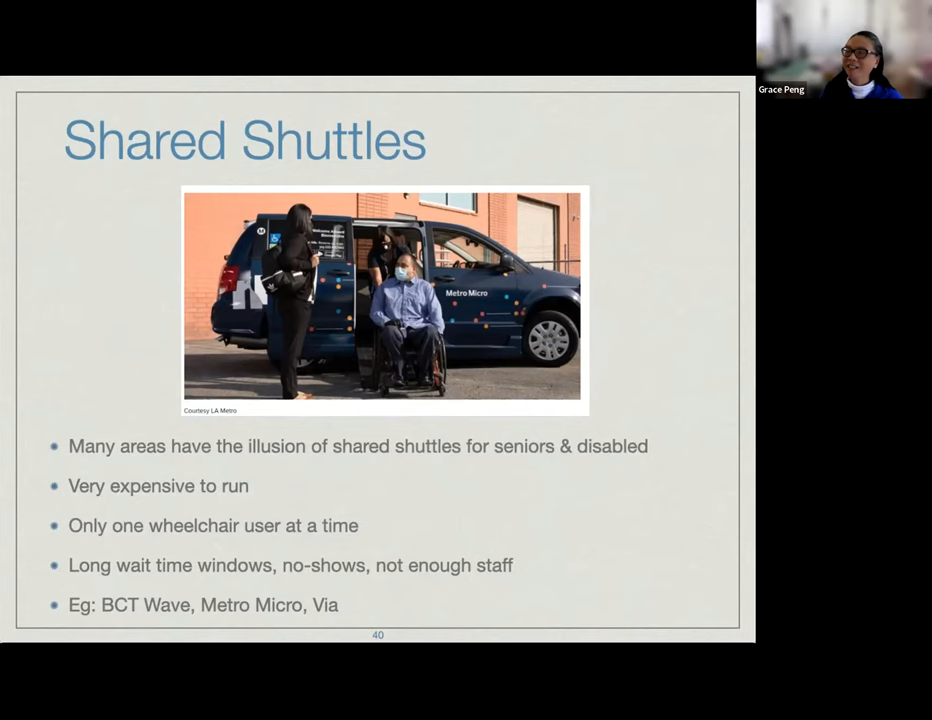 Grace Peng
Shared Shuttles
Metro Micro
Courtesy LA Metro
Many areas have the illusion of shared shuttles for seniors & disabled
Very expensive to run
Only one wheelchair user at a time
Long wait time windows, no-shows, not enough staff
Eg: BCT Wave, Metro Micro, Via
40